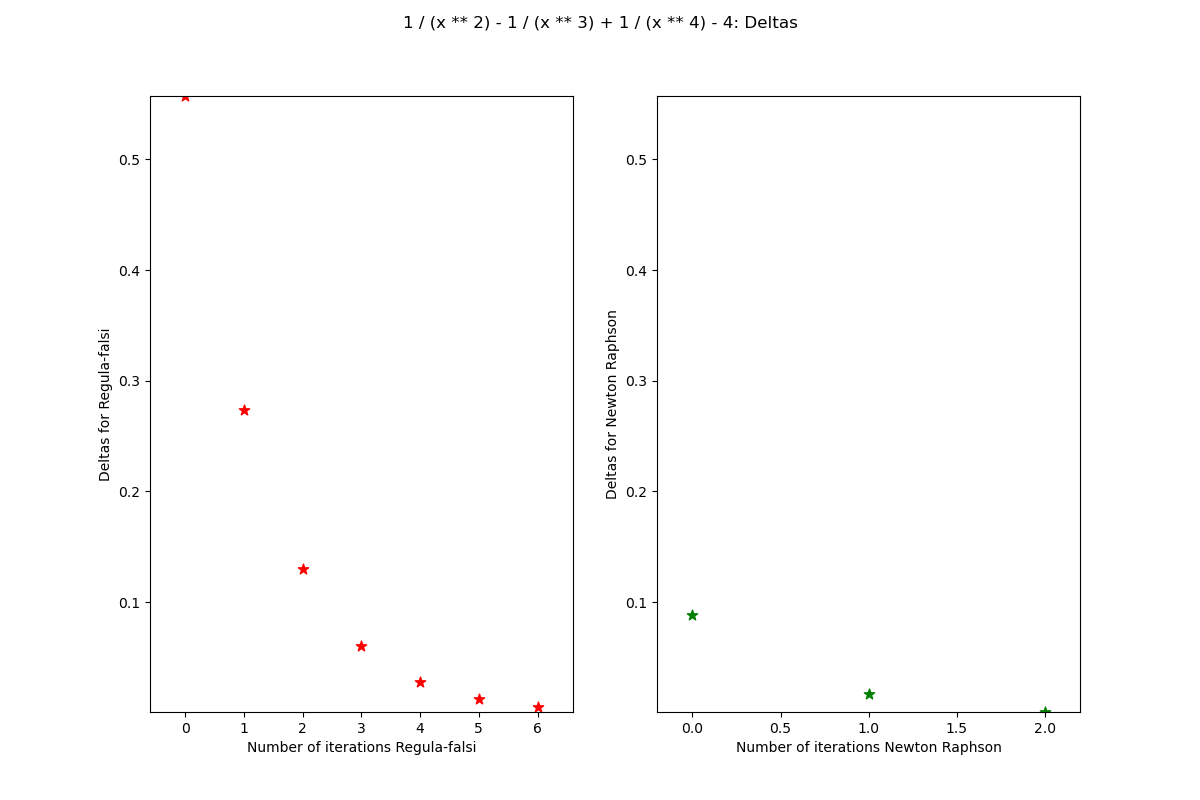 1 / (x ** 2) - 1 / (x ** 3) + 1 / (x ** 4) - 4: Deltas
Deltas for Regula-falsi
0.5
0.4
0.3
0.2
0.1
0 1 2 3 4 5 6
Number of iterations Regula-falsi
Deltas for Newton Raphson
0.5
0.4
0.3
0.2
0.1
0.0 0.5 1.0 1.5 2.0
Number of iterations Newton Raphson